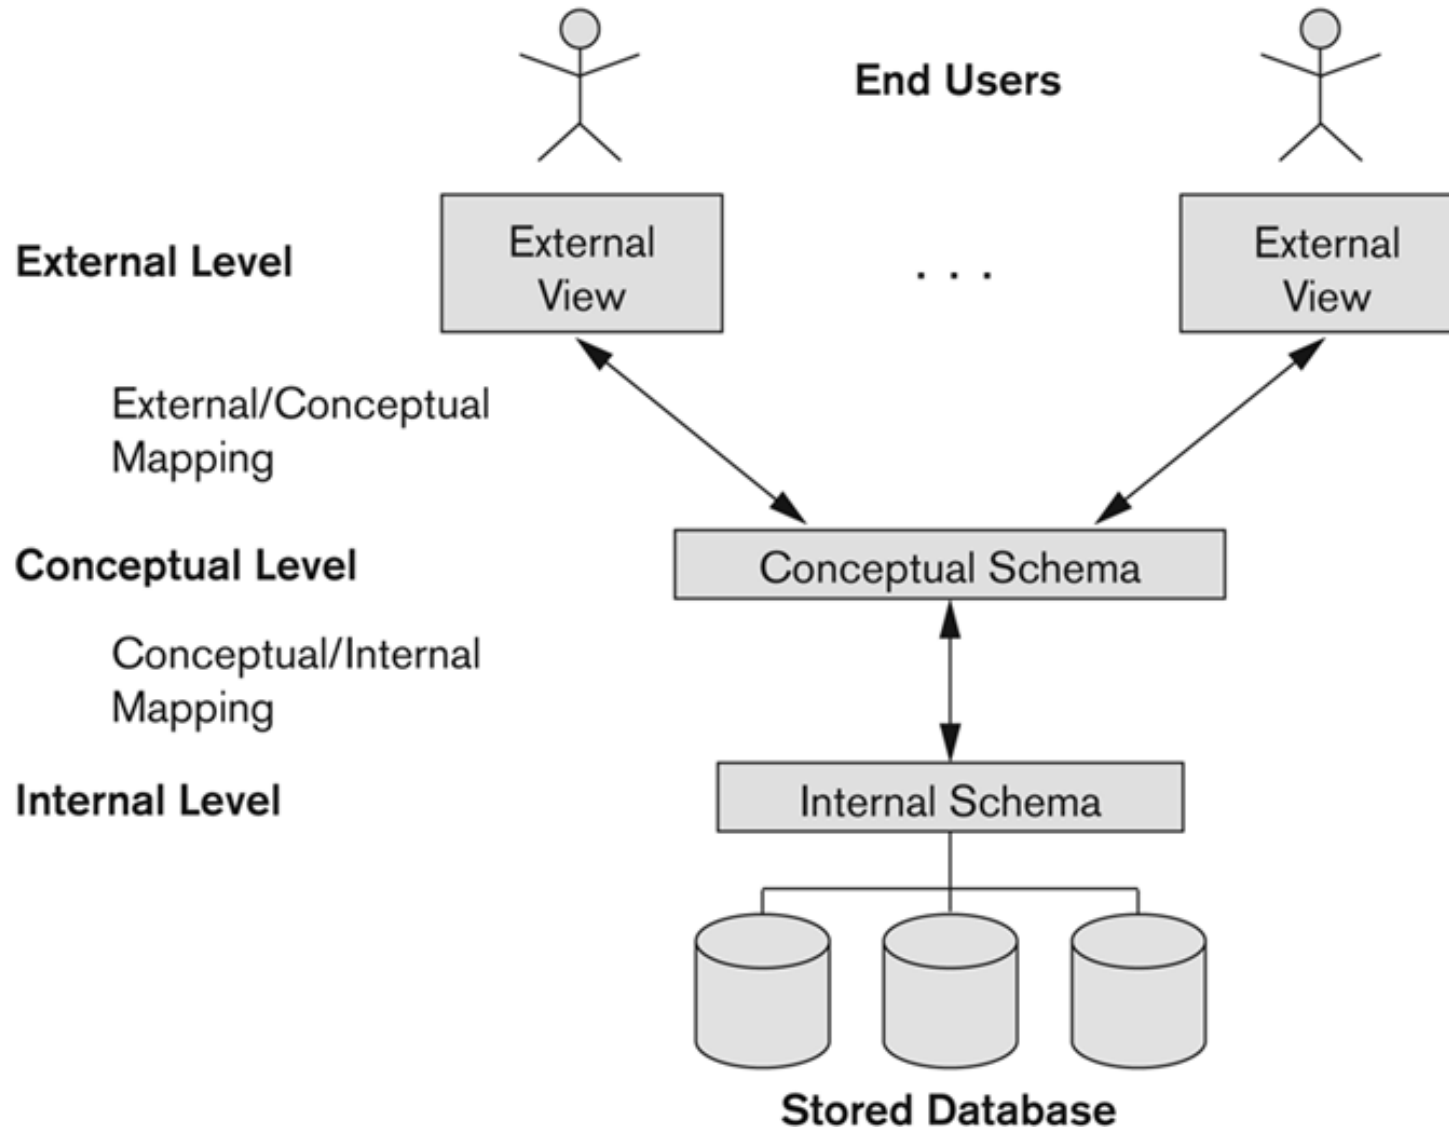 End Users
External Level
External
View
. . .
External
View
External/Conceptual
Mapping
Conceptual Level
Conceptual Schema
Conceptual/Internal
Mapping
Internal Level
Internal Schema
Stored Database